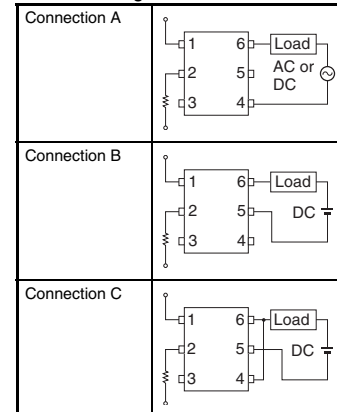 Connection A
1 6 Load
2 5 AC or
DC
3 4
Connection B
1 6 Load
2 5 DC
3 4
Connection C
1 6 Load
2 5 DC
3 4